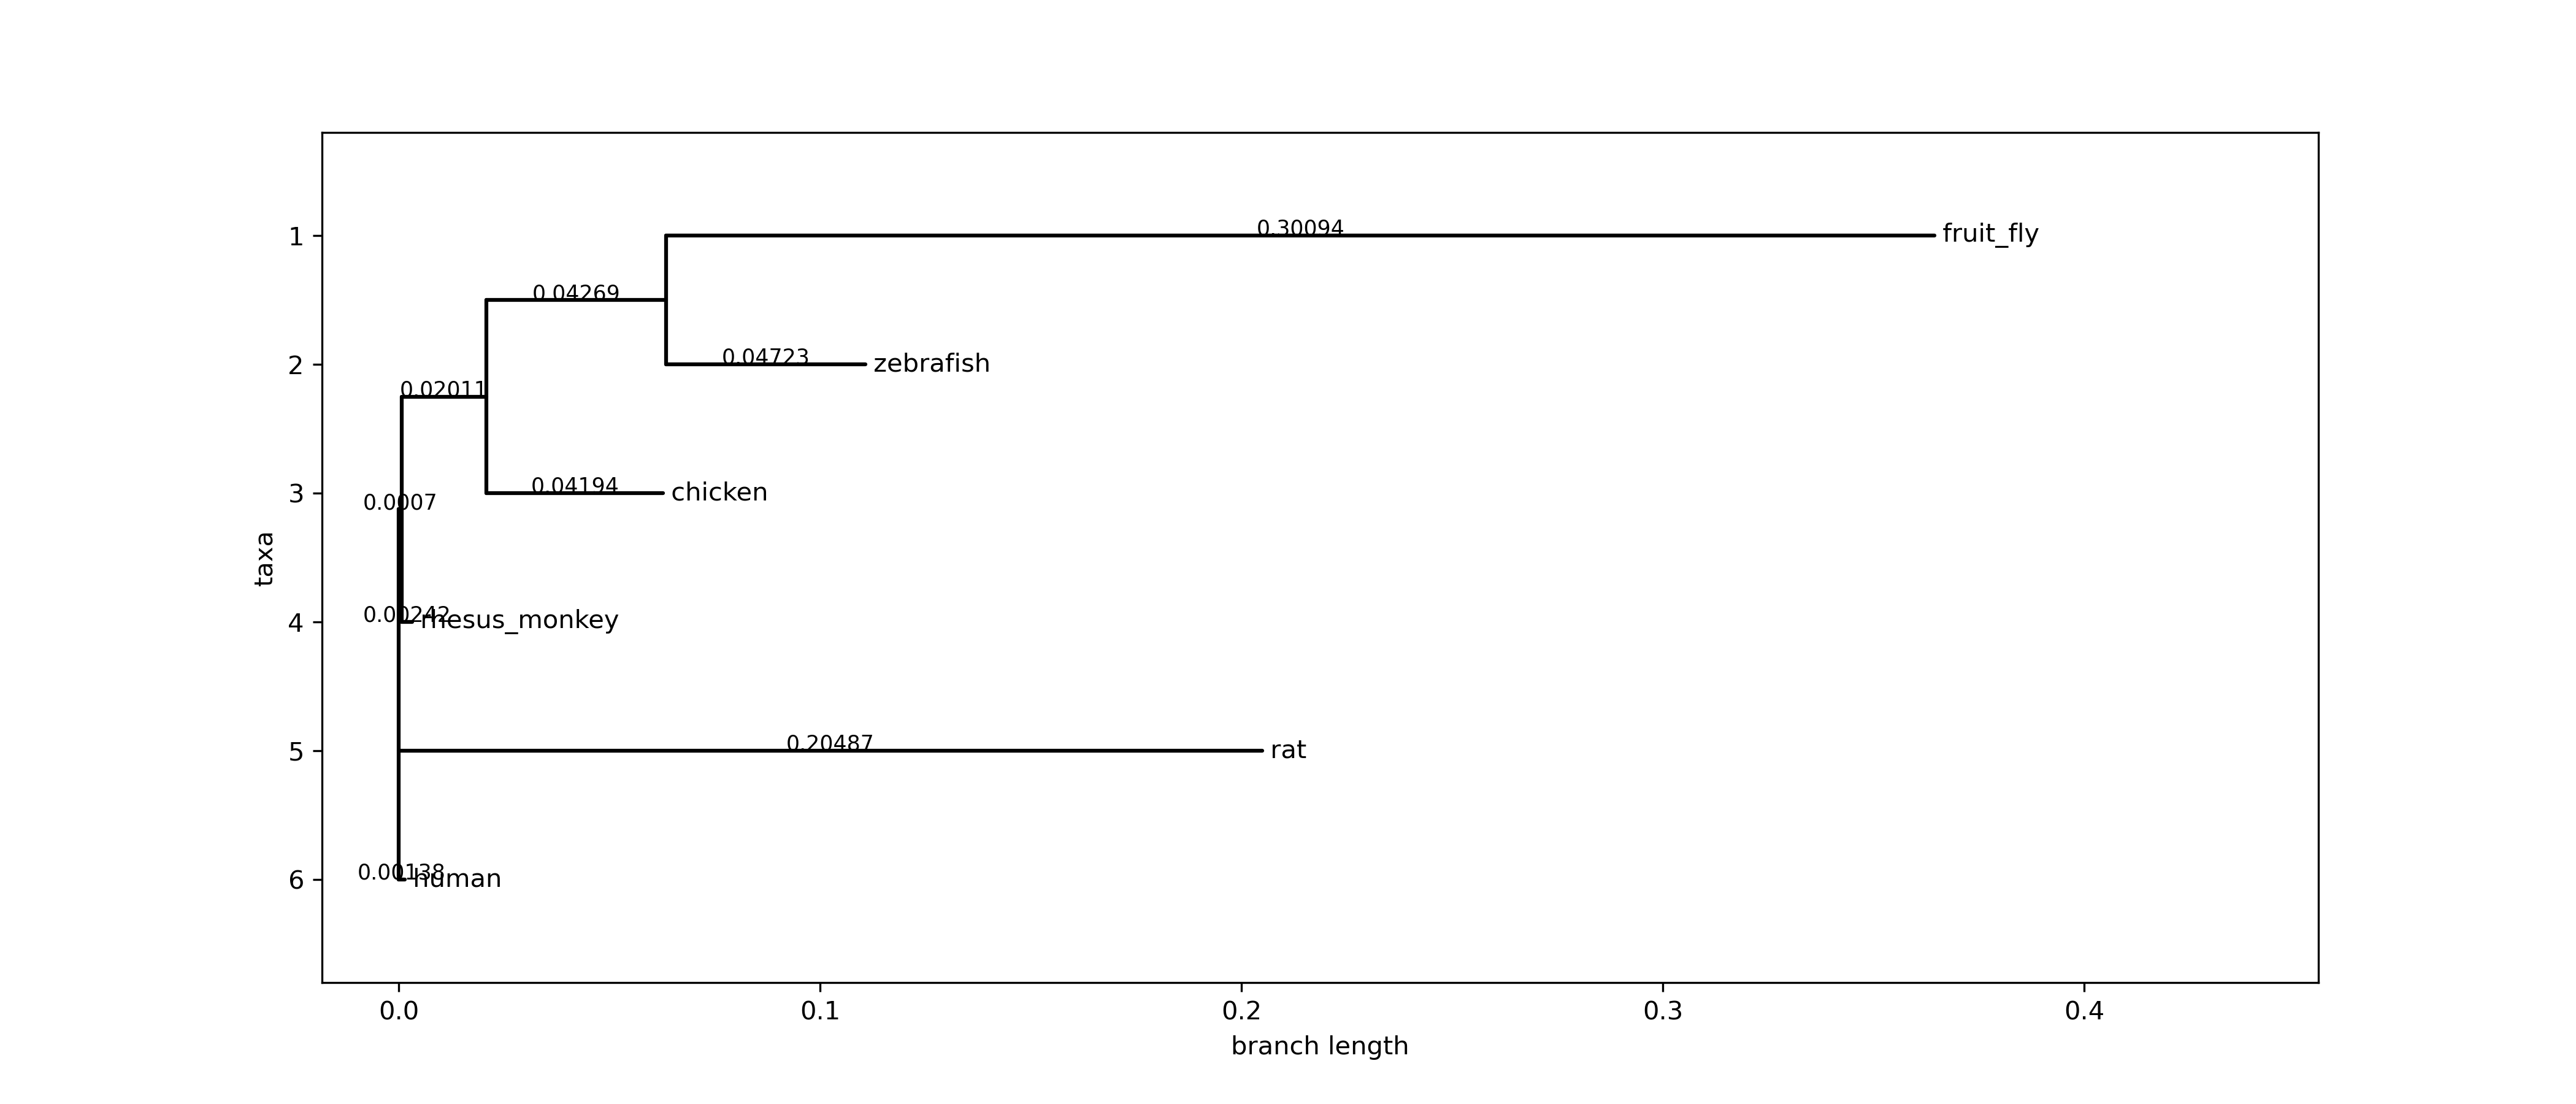 0.30094
1 fruit_fly
0.04269
0.04723
2 zebrafish
0.02011
0.04194
3 chicken
0.0007
taxa
0.00242
4
5 0.20487 rat
0.00138
6 human
0.0 0.1 0.2 0.3 0.4
branch length